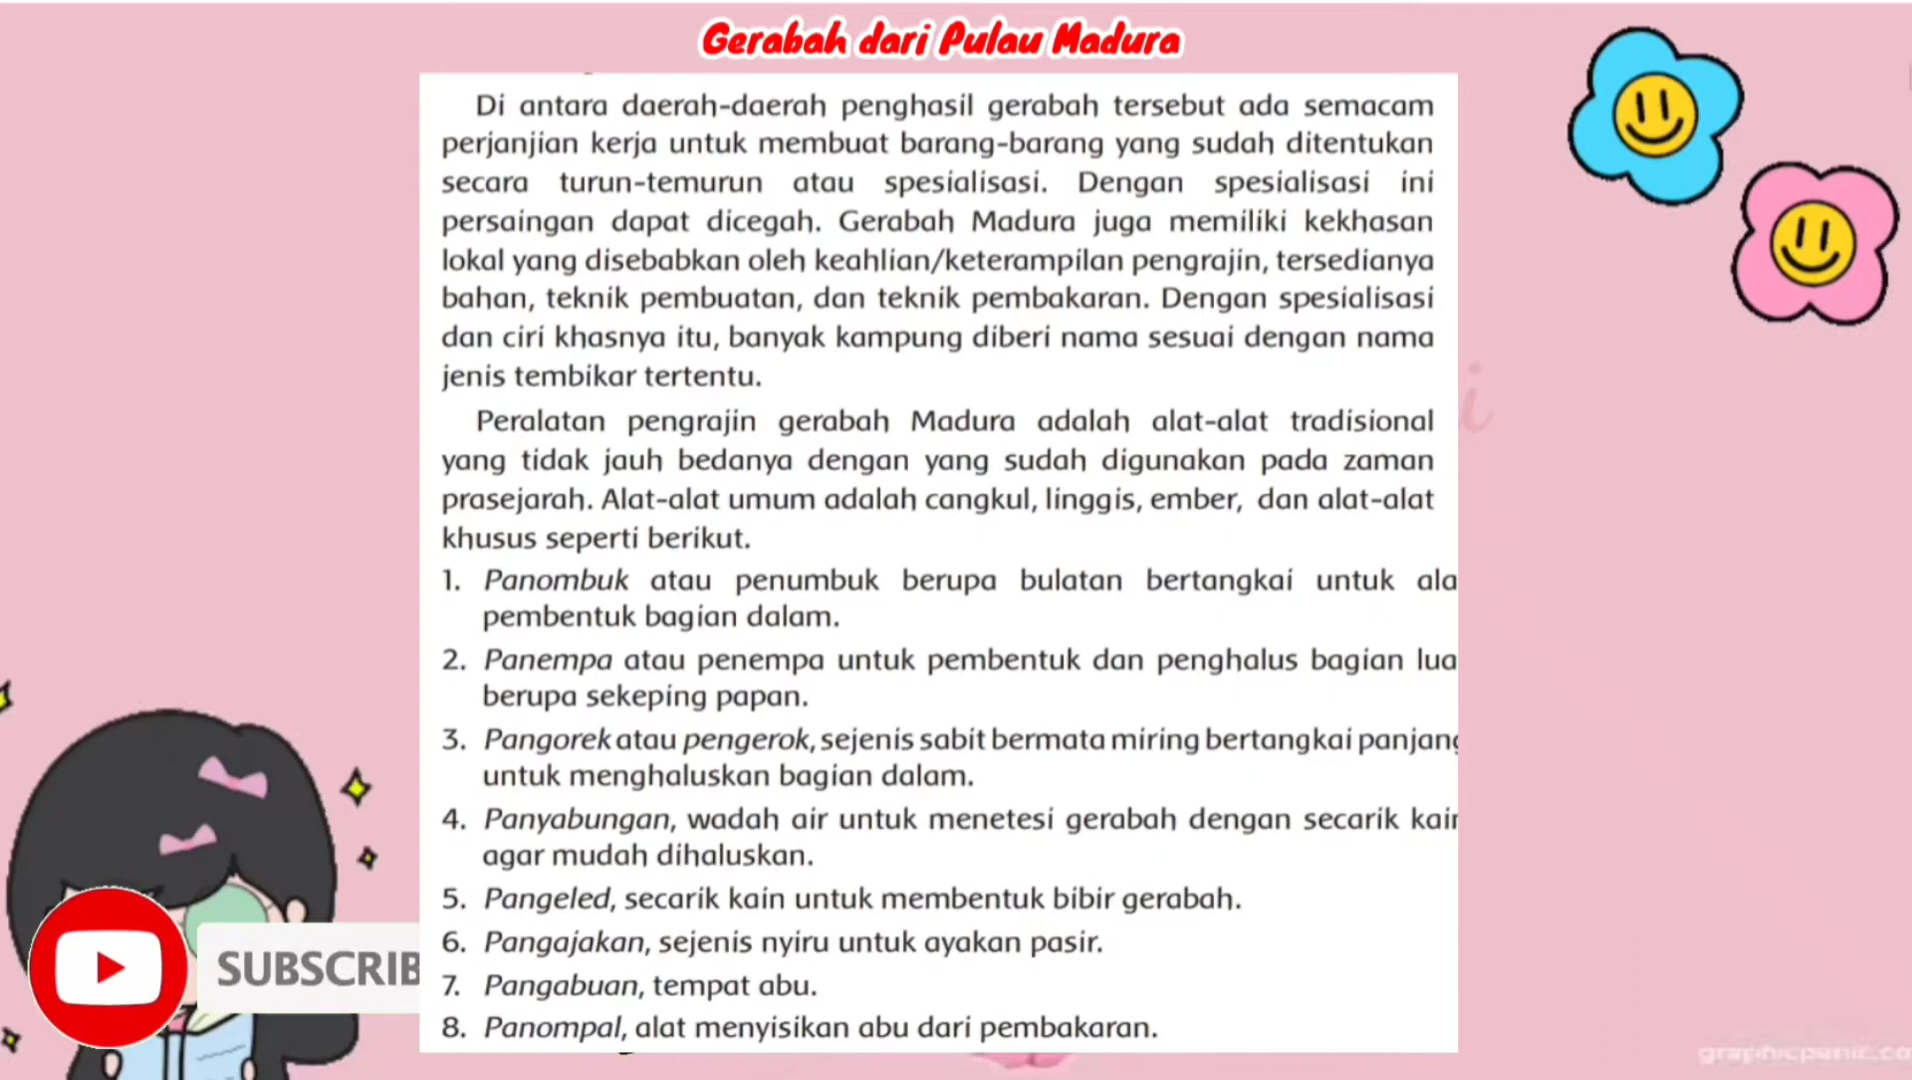 Gerabah dari Pulau Madura
Di antara daerah-daerah penghasil gerabah tersebut ada semacam
perjanjian kerja untuk membuat barang-barang yang sudah ditentukan
secara turun-temurun atau spesialisasi. Dengan spesialisasi ini
persaingan dapat dicegah. Gerabah Madura juga memiliki kekhasan
lokal yang disebabkan oleh keahlian/keterampilan pengrajin, tersedianya
bahan, teknik pembuatan, dan teknik pembakaran. Dengan spesialisasi
dan ciri khasnya itu, banyak kampung diberi nama sesuai dengan nama
jenis tembikar tertentu.
Peralatan pengrajin gerabah Madura adalah alat-alat tradisional
yang tidak jauh bedanya dengan yang sudah digunakan pada zaman
prasejarah. Alat-alat umum adalah cangkul, linggis, ember, dan alat-alat
khusus seperti berikut.
1. Panombuk atau penumbuk berupa bulatan bertangkai untuk ala
pembentuk bagian dalam.
2. Panempa atau penempa untuk pembentuk dan penghalus bagian lua
berupa sekeping papan.
3. Pangorek atau pengerok, sejenis sabit bermata miring bertangkai panjang
untuk menghaluskan bagian dalam.
4. Panyabungan, wadah air untuk menetesi gerabah dengan secarik kain
agar mudah dihaluskan.
5. Pangeled, secarik kain untuk membentuk bibir gerabah.
6. Pangajakan, sejenis nyiru untuk ayakan pasir.
7. Pangabuan, tempat abu.
8. Panompal, alat menyisikan abu dari pembakaran.
SUBSCRIB